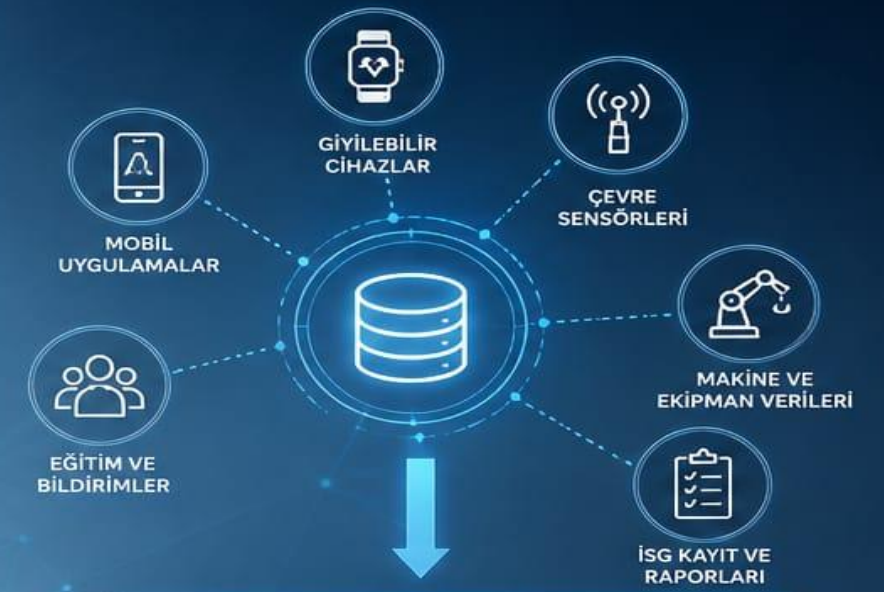 GİYİLEBİLİR
CİHAZLAR
ÇEVRE
SENSÖRLERİ
MOBİL
UYGULAMALAR
MAKİNE VE
EKİPMAN VERİLERİ
EĞİTİM VE
BİLDİRİMLER
İSG KAYIT VE
RAPORLARI